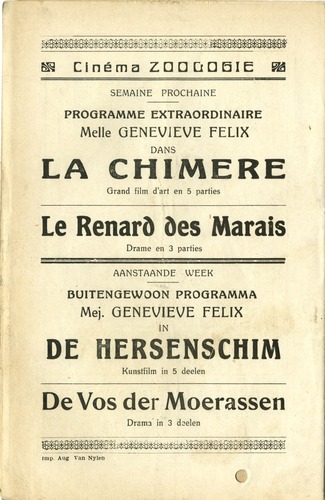 Cinéma ZOOLOGIE
SEMAINE PROCHAINE
PROGRAMME EXTRAORDINAIRE
Melle GENEVIEVE FELIX
DANS
LA CHIMERE
Grand film d'art en 5 parties
Le Renard des Marais
Drame en 3 parties
AANSTAANDE WEEK
BUITENGEWOON PROGRAMMA
Mej. GENEVIEVE FELIX
IN
DE HERSENSCHIM
Kunstfilm in 5 deelen
De Vos der Moerassen
Drama in 3 deelen
Imp. Aug Van Nylen